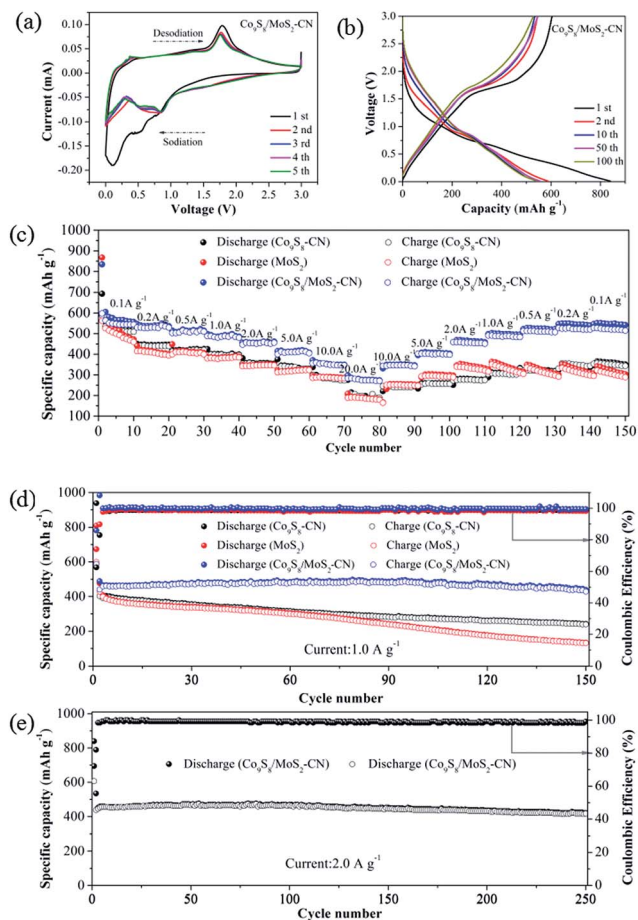 (a)
Co₉S₈/MoS₂-CN
Desodiation
Sodiation
1 st
2 nd
3 rd
4 th
5 th
0.10
0.05
0.00
-0.05
-0.10
-0.15
-0.20
Current (mA)
0.0 0.5 1.0 1.5 2.0 2.5 3.0
Voltage (V)
(b)
Co₉S₈/MoS₂-CN
1 st
2 nd
10 th
50 th
100 th
3.0
2.5
2.0
1.5
1.0
0.5
0.0
Voltage (V)
0 200 400 600 800
Capacity (mAh g⁻¹)
(c)
Discharge (Co₉S₈-CN) Charge (Co₉S₈-CN)
Discharge (MoS₂) Charge (MoS₂)
Discharge (Co₉S₈/MoS₂-CN) Charge (Co₉S₈/MoS₂-CN)
0.1A g⁻¹ 0.2A g⁻¹ 0.5A g⁻¹ 1.0A g⁻¹ 2.0A g⁻¹ 5.0A g⁻¹ 10.0A g⁻¹ 20.0A g⁻¹ 10.0A g⁻¹ 5.0A g⁻¹ 2.0A g⁻¹ 1.0A g⁻¹ 0.5A g⁻¹ 0.2A g⁻¹ 0.1A g⁻¹
1000
900
800
700
600
500
400
300
200
100
Specific capacity (mAh g⁻¹)
0 10 20 30 40 50 60 70 80 90 100 110 120 130 140 150
Cycle number
(d)
Discharge (Co₉S₈-CN) Charge (Co₉S₈-CN)
Discharge (MoS₂) Charge (MoS₂)
Discharge (Co₉S₈/MoS₂-CN) Charge (Co₉S₈/MoS₂-CN)
Current:1.0 A g⁻¹
1000
800
600
400
200
0
Specific capacity (mAh g⁻¹)
100
80
60
40
20
0
Coulombic Efficiency (%)
0 30 60 90 120 150
Cycle number
(e)
Discharge (Co₉S₈/MoS₂-CN) Discharge (Co₉S₈/MoS₂-CN)
Current:2.0 A g⁻¹
1000
800
600
400
200
0
Specific capacity (mAh g⁻¹)
100
80
60
40
20
0
Coulombic Efficiency (%)
0 50 100 150 200 250
Cycle number